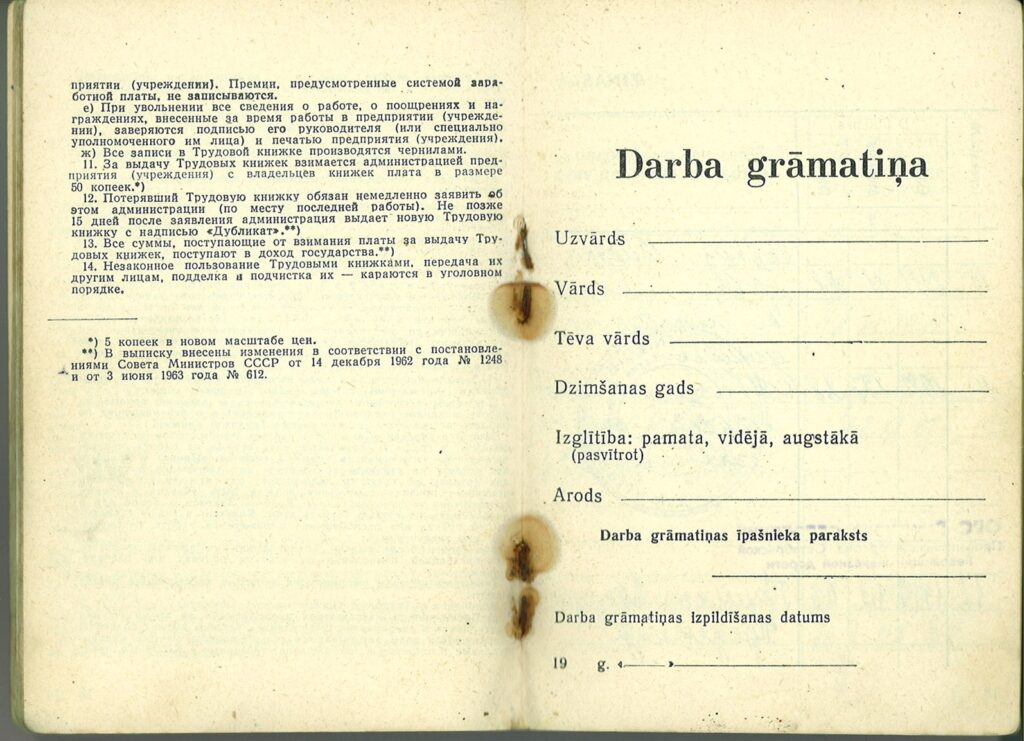 приятии (учреждении). Премии, предусмотренные системой зара-
ботной платы, не записываются.
е) При увольнении все сведения о работе, о поощрениях и на-
граждениях, внесенные за время работы в предприятии (учрежде-
нии), заверяются подписью его руководителя (или специально
уполномоченного им лица) и печатью предприятия (учреждения).
ж) Все записи в Трудовой книжке производятся чернилами.
11. За выдачу Трудовых книжек взимается администрацией пред-
приятия (учреждения) с владельцев книжек плата в размере
50 копеек.*)
12. Потерявший Трудовую книжку обязан немедленно заявить об
этом администрации (по месту последней работы). Не позже
15 дней после заявления администрация выдает новую Трудовую
книжку с надписью «Дубликат».**)
13. Все суммы, поступающие от взимания платы за выдачу Тру-
довых книжек, поступают в доход государства.**)
14. Незаконное пользование Трудовыми книжками, передача их
другим лицам, подделка и подчистка их — караются в уголовном
порядке.
*) 5 копеек в новом масштабе цен.
**) В выписку внесены изменения в соответствии с постановле-
ниями Совета Министров СССР от 14 декабря 1962 года № 1248
и от 3 июня 1963 года № 612.
Darba grāmatiņa
Uzvārds
Vārds
Tēva vārds
Dzimšanas gads
Izglītība: pamata, vidējā, augstākā
(pasvītrot)
Arods
Darba grāmatiņas īpašnieka paraksts
Darba grāmatiņas izpildīšanas datums
19 g. « »